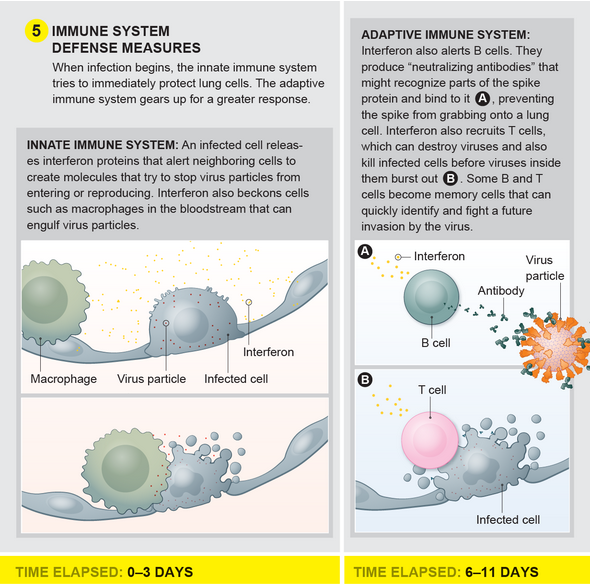 5 IMMUNE SYSTEM
DEFENSE MEASURES
When infection begins, the innate immune system
tries to immediately protect lung cells. The adaptive
immune system gears up for a greater response.
INNATE IMMUNE SYSTEM: An infected cell releas-
es interferon proteins that alert neighboring cells to
create molecules that try to stop virus particles from
entering or reproducing. Interferon also beckons cells
such as macrophages in the bloodstream that can
engulf virus particles.
Interferon
Macrophage
Virus particle
Infected cell
TIME ELAPSED: 0–3 DAYS
ADAPTIVE IMMUNE SYSTEM:
Interferon also alerts B cells. They
produce “neutralizing antibodies” that
might recognize parts of the spike
protein and bind to it A, preventing
the spike from grabbing onto a lung
cell. Interferon also recruits T cells,
which can destroy viruses and also
kill infected cells before viruses inside
them burst out B. Some B and T
cells become memory cells that can
quickly identify and fight a future
invasion by the virus.
A
Interferon
Virus
particle
Antibody
B cell
B
T cell
Infected cell
TIME ELAPSED: 6–11 DAYS